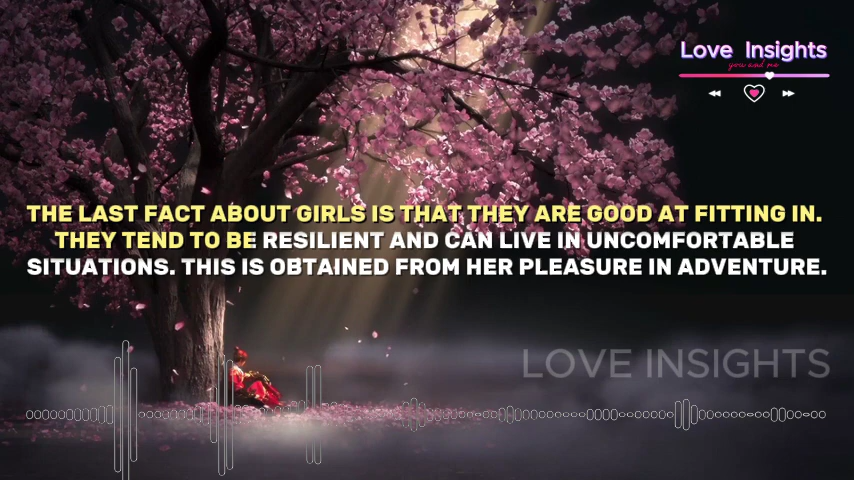 Love Insights
you and me
THE LAST FACT ABOUT GIRLS IS THAT THEY ARE GOOD AT FITTING IN.
THEY TEND TO BE RESILIENT AND CAN LIVE IN UNCOMFORTABLE
SITUATIONS. THIS IS OBTAINED FROM HER PLEASURE IN ADVENTURE.
LOVE INSIGHTS